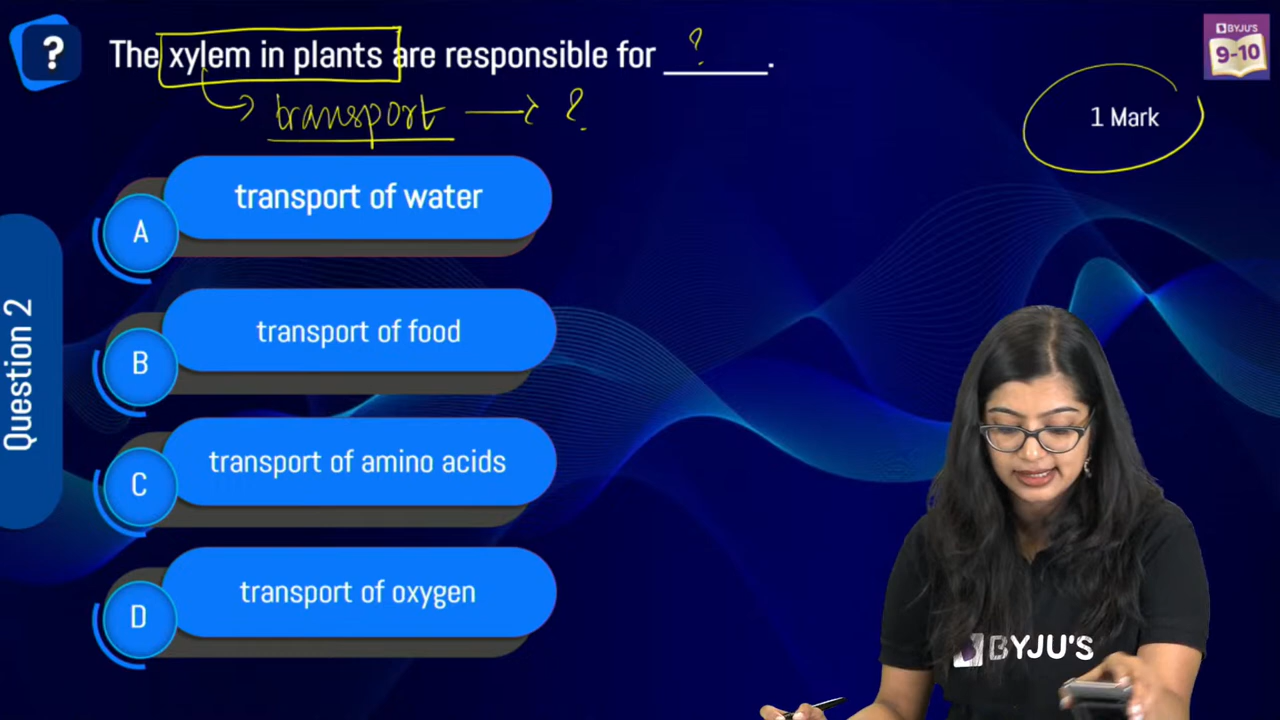 ?
The xylem in plants are responsible for ______.
?
transport → ?
BYJU'S
9-10
1 Mark
A
transport of water
B
transport of food
C
transport of amino acids
D
transport of oxygen
Question 2
BYJU'S